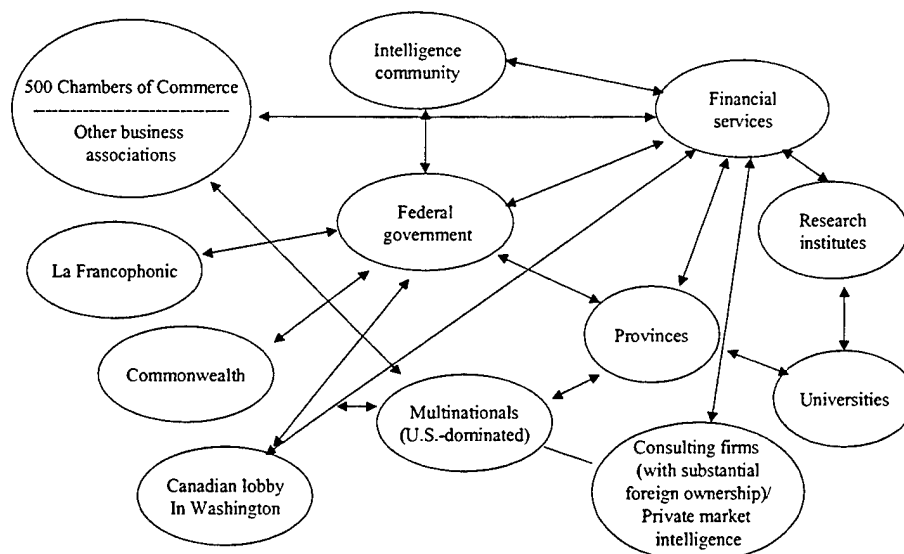 Intelligence
community
500 Chambers of Commerce
Other business
associations
Financial
services
Federal
government
Research
institutes
La Francophonic
Provinces
Commonwealth
Universities
Multinationals
(U.S.-dominated)
Consulting firms
(with substantial
foreign ownership)/
Private market
intelligence
Canadian lobby
In Washington